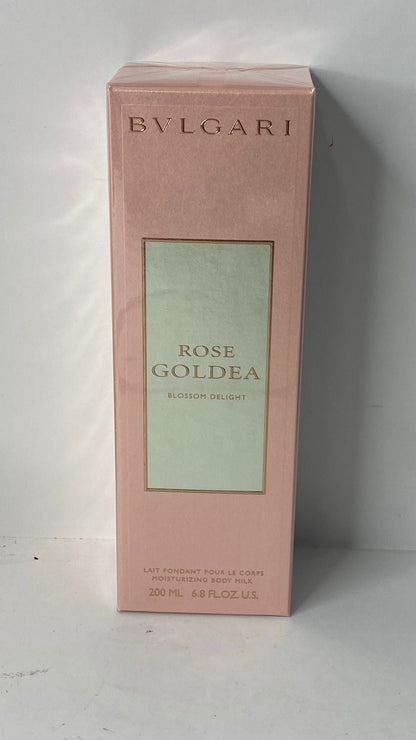 BVLGARI
ROSE
GOLDEA
BLOSSOM DELIGHT
LAIT FONDANT POUR LE CORPS
MOISTURIZING BODY MILK
200 ML 6.8 FL.OZ. U.S.